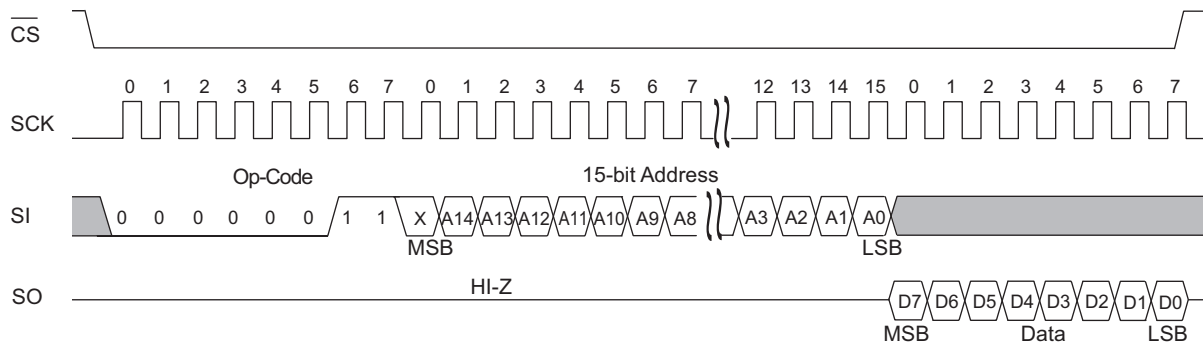 CS
0 1 2 3 4 5 6 7 0 1 2 3 4 5 6 7 12 13 14 15 0 1 2 3 4 5 6 7
SCK
Op-Code 15-bit Address
SI 0 0 0 0 0 0 1 1 X A14 A13 A12 A11 A10 A9 A8 A3 A2 A1 A0
MSB LSB
HI-Z
SO D7 D6 D5 D4 D3 D2 D1 D0
MSB Data LSB